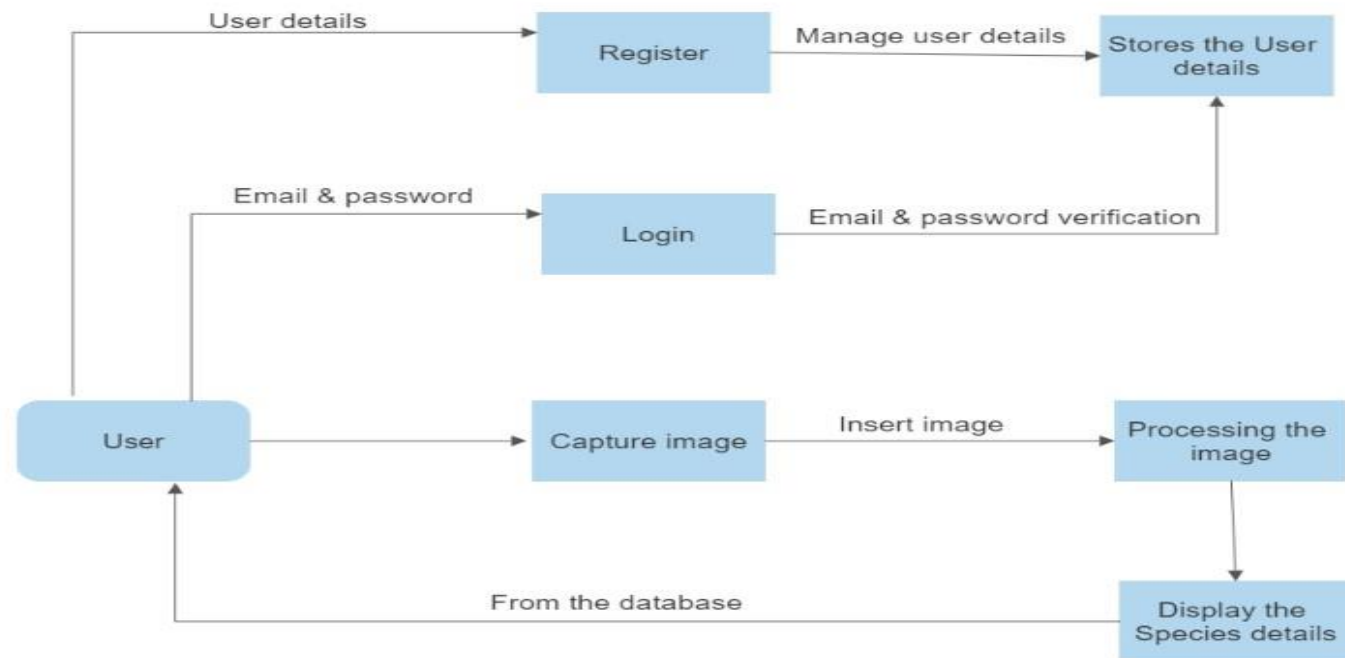 User details
Register
Manage user details
Stores the User
details
Email & password
Login
Email & password verification
User
Capture image
Insert image
Processing the
image
From the database
Display the
Species details